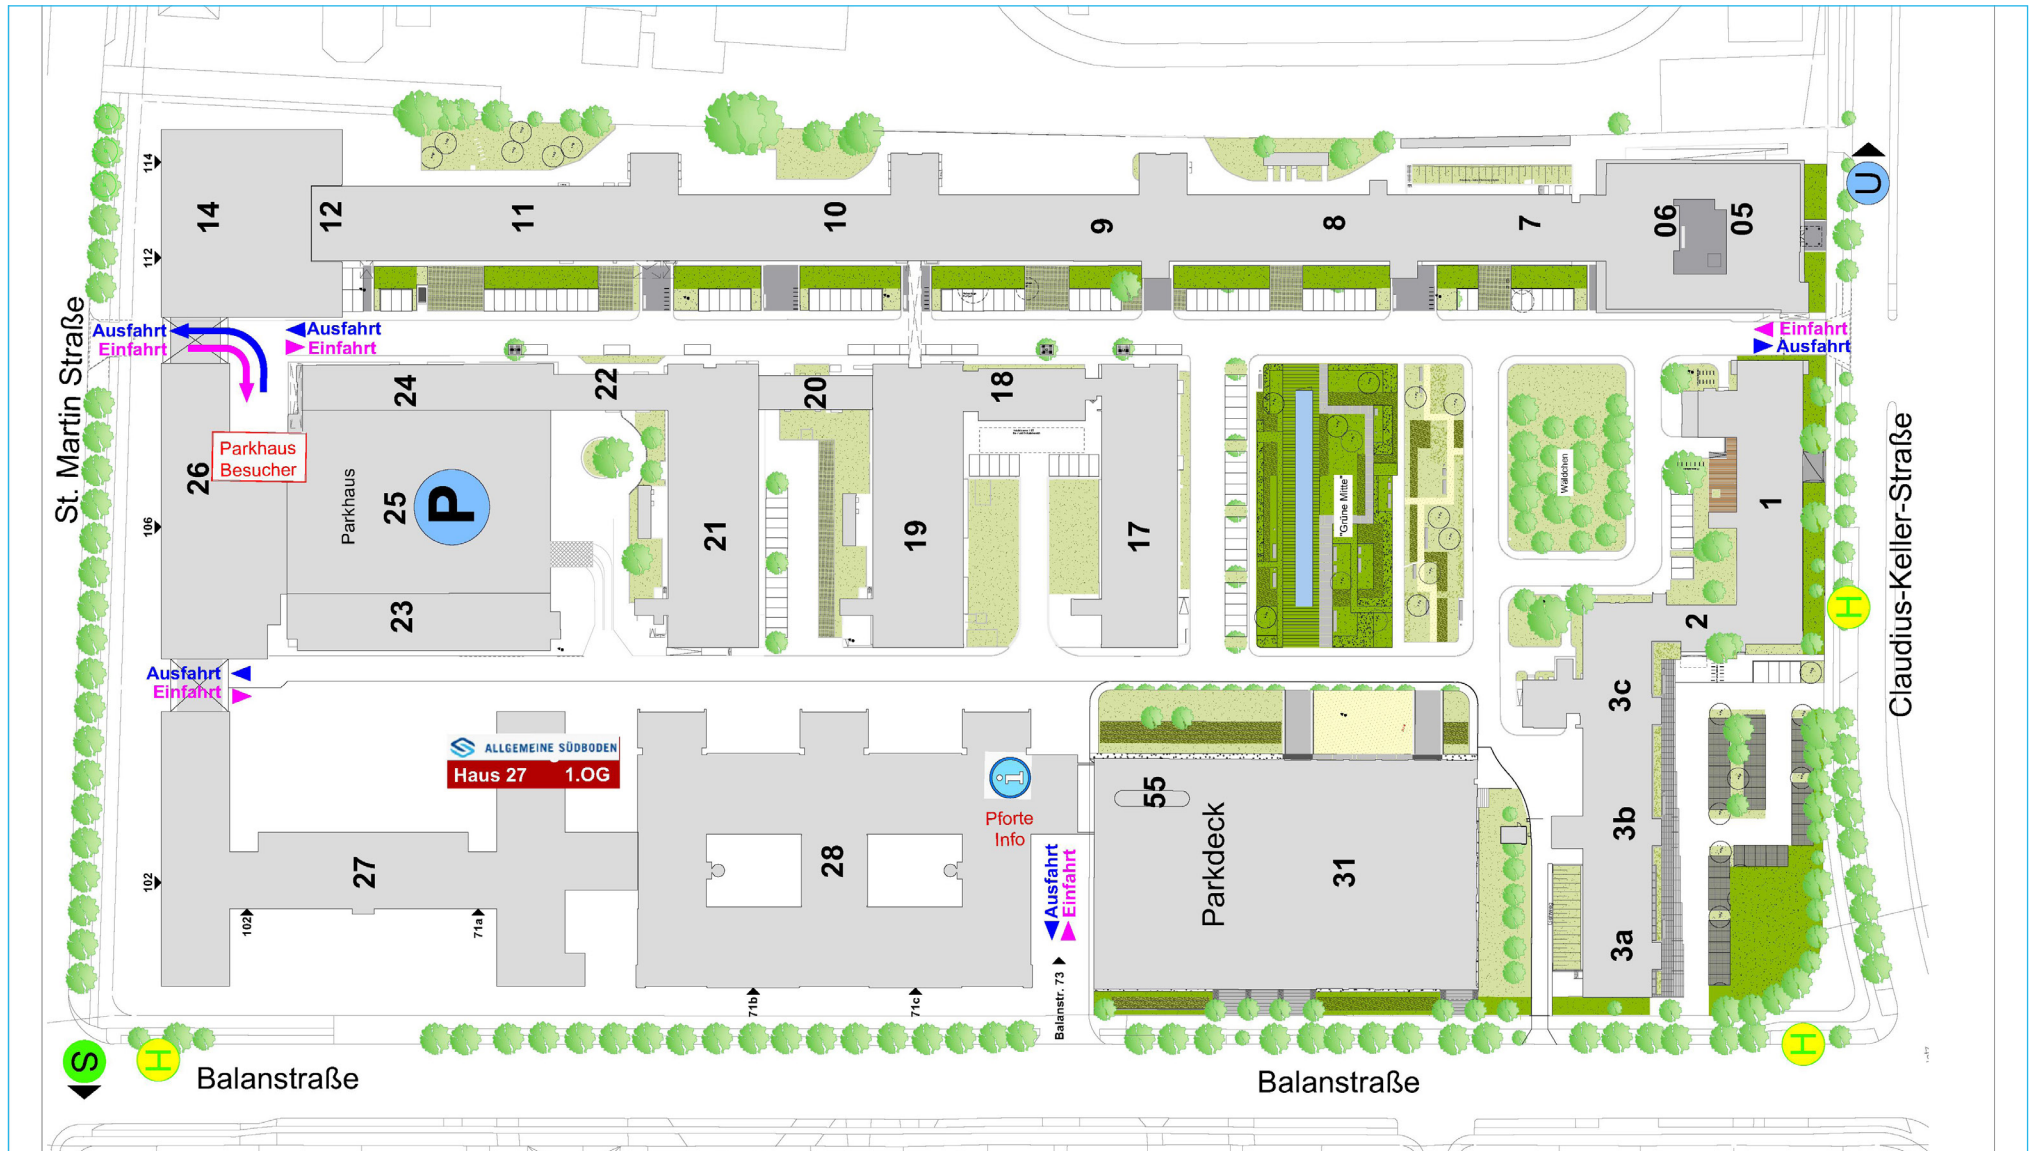 114
14
112
12
11
10
9
8
7
06
05
U
St. Martin Straße
Ausfahrt
Einfahrt
Ausfahrt
Einfahrt
Einfahrt
Ausfahrt
24
22
20
18
Parkhaus
Besucher
26
106
Parkhaus
25
P
21
19
17
"Grüne Mitte"
Wäldchen
1
Claudius-Keller-Straße
23
2
H
Ausfahrt
Einfahrt
3c
ALLGEMEINE SÜDBODEN
Haus 27 1.OG
i
Pforte
Info
55
Parkdeck
31
3b
3a
102
27
28
102
71a
71b
71c
Ausfahrt
Einfahrt
Balanstr. 73
S
H
Balanstraße
Balanstraße
H